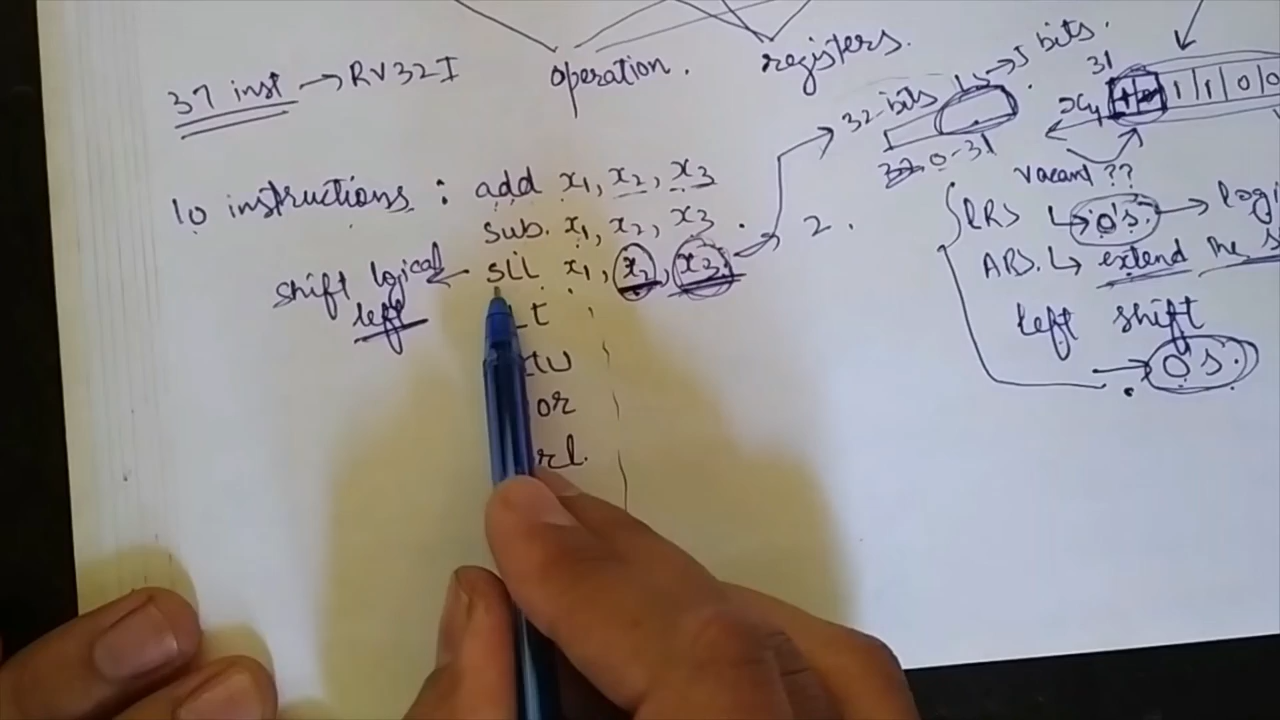 37 inst → RV32I
operation.
registers.
10 instructions : add x1, x2, x3
sub. x1, x2, x3.
shift logical left ← sll x1, x2, x3. → 2.
Lt
or
rl.
32-bits
→ 5 bits.
0-31
31
x4
1 | 1 | 0 | 0
vacant ??
LRS ↳ 0's. →
ARS. ↳ extend the
left shift
→ 0's.